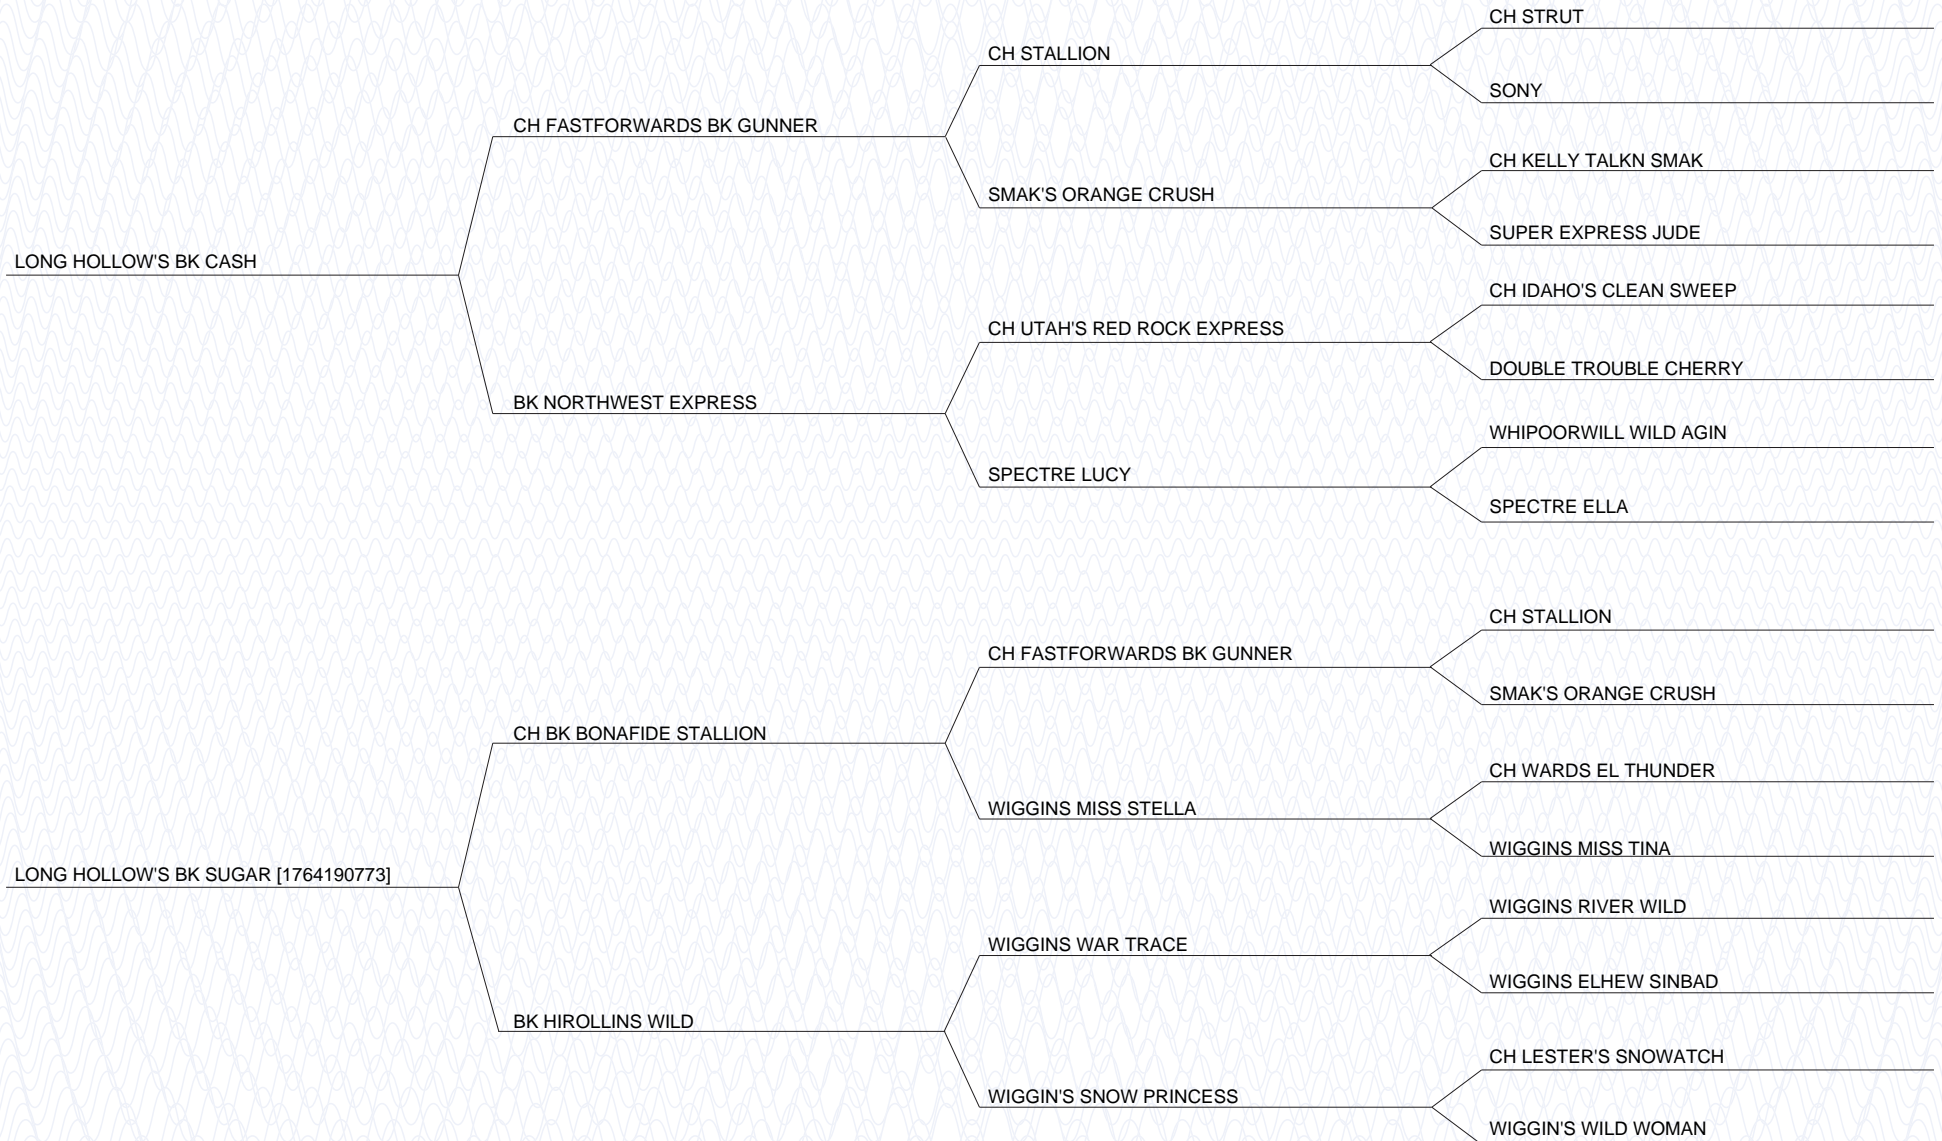 CH STRUT
CH STALLION
SONY
CH FASTFORWARDS BK GUNNER
CH KELLY TALKN SMAK
SMAK'S ORANGE CRUSH
SUPER EXPRESS JUDE
LONG HOLLOW'S BK CASH
CH IDAHO'S CLEAN SWEEP
CH UTAH'S RED ROCK EXPRESS
DOUBLE TROUBLE CHERRY
BK NORTHWEST EXPRESS
WHIPOORWILL WILD AGIN
SPECTRE LUCY
SPECTRE ELLA
CH STALLION
CH FASTFORWARDS BK GUNNER
SMAK'S ORANGE CRUSH
CH BK BONAFIDE STALLION
CH WARDS EL THUNDER
WIGGINS MISS STELLA
WIGGINS MISS TINA
LONG HOLLOW'S BK SUGAR [1764190773]
WIGGINS RIVER WILD
WIGGINS WAR TRACE
WIGGINS ELHEW SINBAD
BK HIROLLINS WILD
CH LESTER'S SNOWATCH
WIGGIN'S SNOW PRINCESS
WIGGIN'S WILD WOMAN